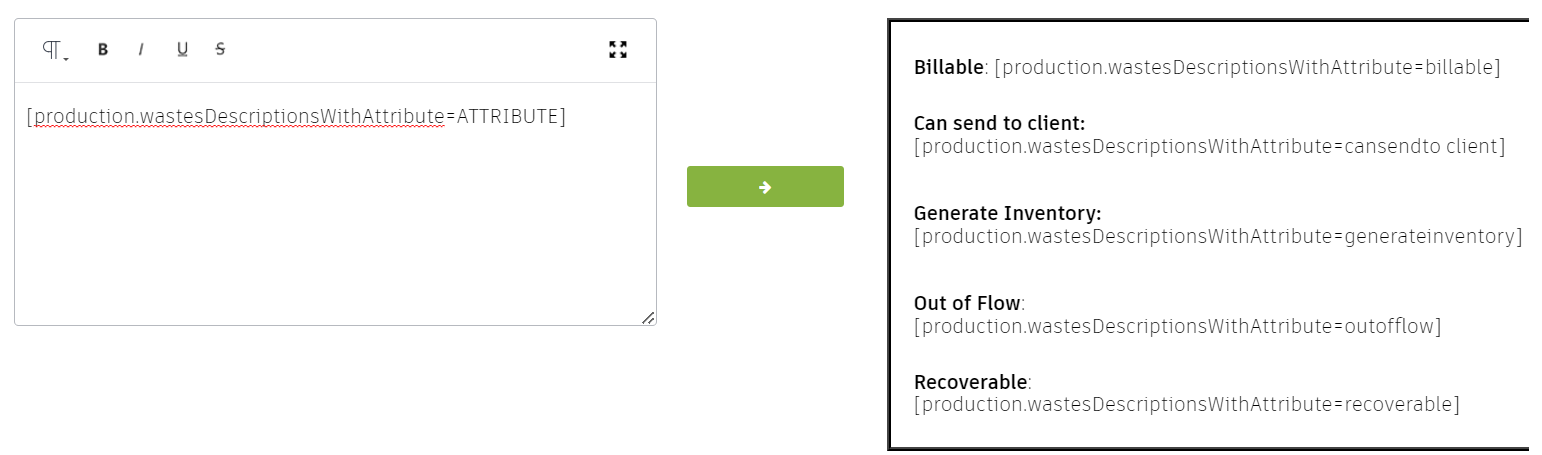 B I U S
[production.wastesDescriptionsWithAttribute=ATTRIBUTE]
Billable: [production.wastesDescriptionsWithAttribute=billable]
Can send to client:
[production.wastesDescriptionsWithAttribute=cansendto client]
Generate Inventory:
[production.wastesDescriptionsWithAttribute=generateinventory]
Out of Flow:
[production.wastesDescriptionsWithAttribute=outofflow]
Recoverable:
[production.wastesDescriptionsWithAttribute=recoverable]